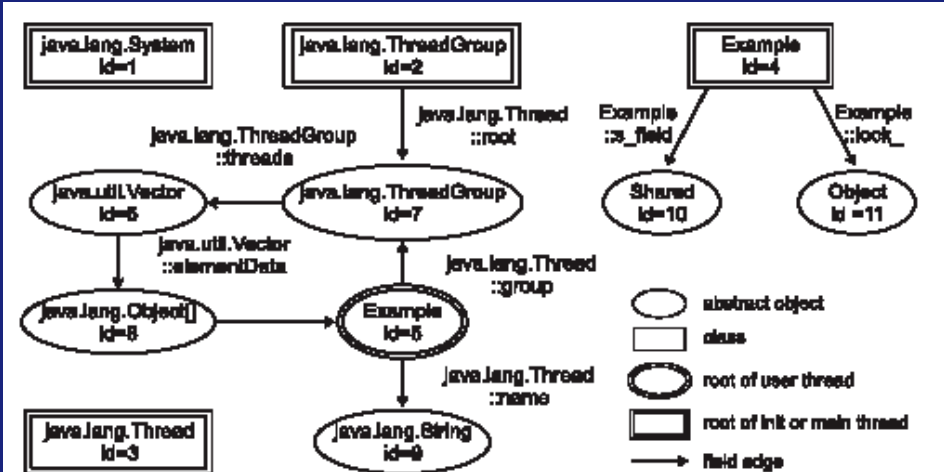 java.lang.System
id=1
java.lang.ThreadGroup
id=2
Example
id=4
java.lang.Thread
::root
Example
::s_field
Example
::lock_
java.lang.ThreadGroup
::threads
java.util.Vector
id=6
java.lang.ThreadGroup
id=7
Shared
id=10
Object
id =11
java.util.Vector
::elementData
java.lang.Thread
::group
java.lang.Object[]
id=8
Example
id=5
abstract object
class
root of user thread
java.lang.Thread
::name
root of init or main thread
java.lang.Thread
id=3
java.lang.String
id=9
field edge